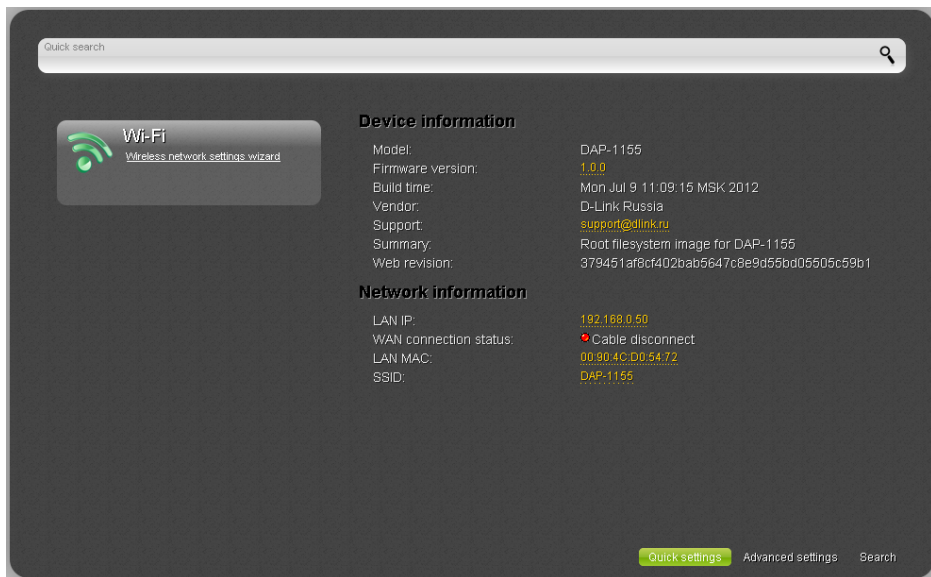 Quick search
Wi-Fi
Wireless network settings wizard
Device information
Model: DAP-1155
Firmware version: 1.0.0
Build time: Mon Jul 9 11:09:15 MSK 2012
Vendor: D-Link Russia
Support: support@dlink.ru
Summary: Root filesystem image for DAP-1155
Web revision: 379451af8cf402bab5647c8e9d55bd05505c59b1
Network information
LAN IP: 192.168.0.50
WAN connection status: Cable disconnect
LAN MAC: 00:90:4C:D0:54:72
SSID: DAP-1155
Quick settings Advanced settings Search